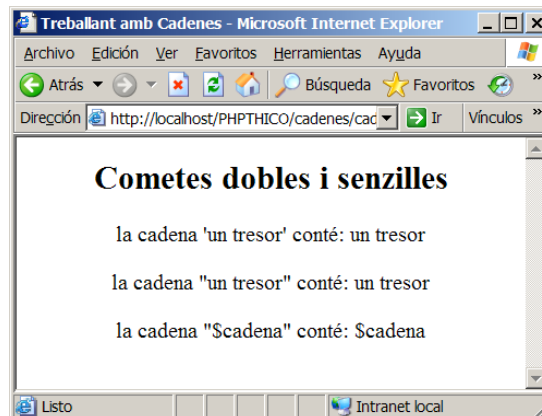 Treballant amb Cadenes - Microsoft Internet Explorer
Archivo Edición Ver Favoritos Herramientas Ayuda
Atrás Búsqueda Favoritos »
Dirección http://localhost/PHPTHICO/cadenes/cad Ir Vínculos »
Cometes dobles i senzilles
la cadena 'un tresor' conté: un tresor
la cadena "un tresor" conté: un tresor
la cadena "$cadena" conté: $cadena
Listo Intranet local